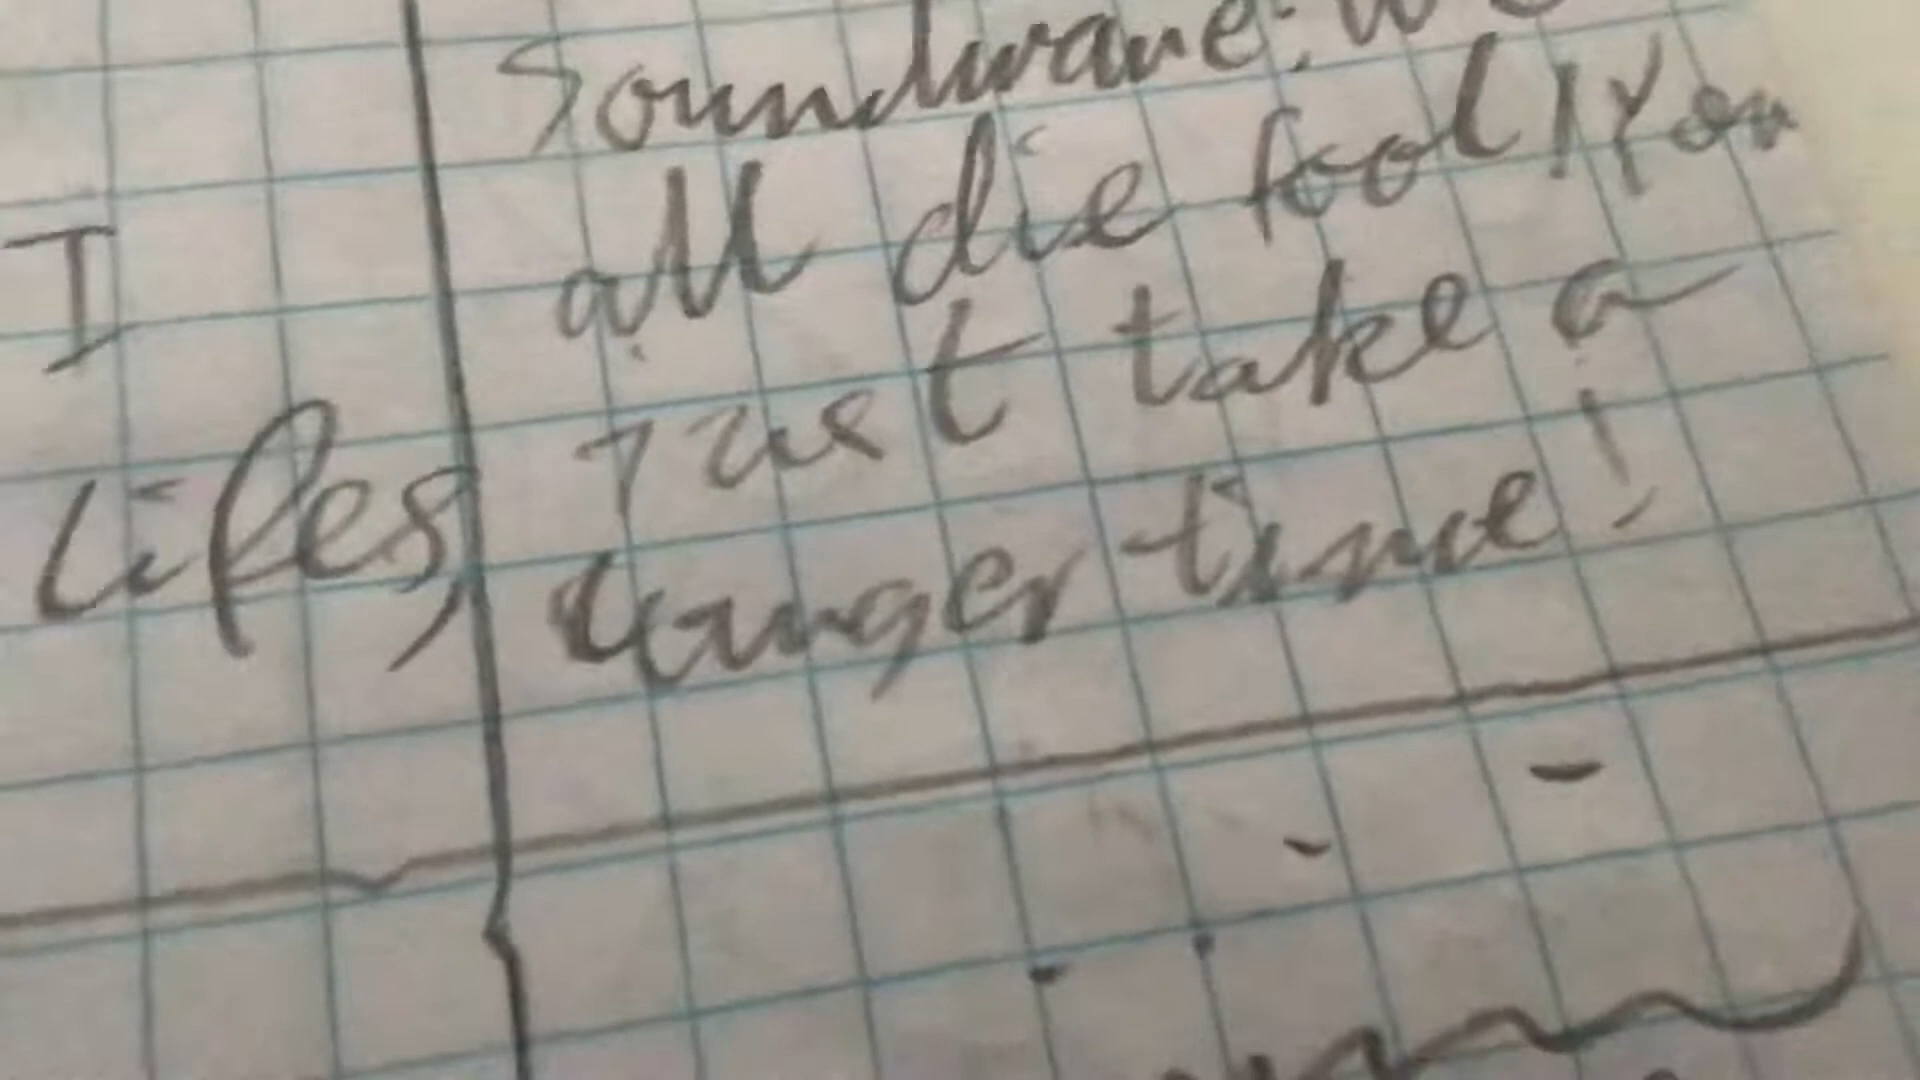 I
Lifes,
Soundwave: We
all die fool! You
Just take a
longer time!